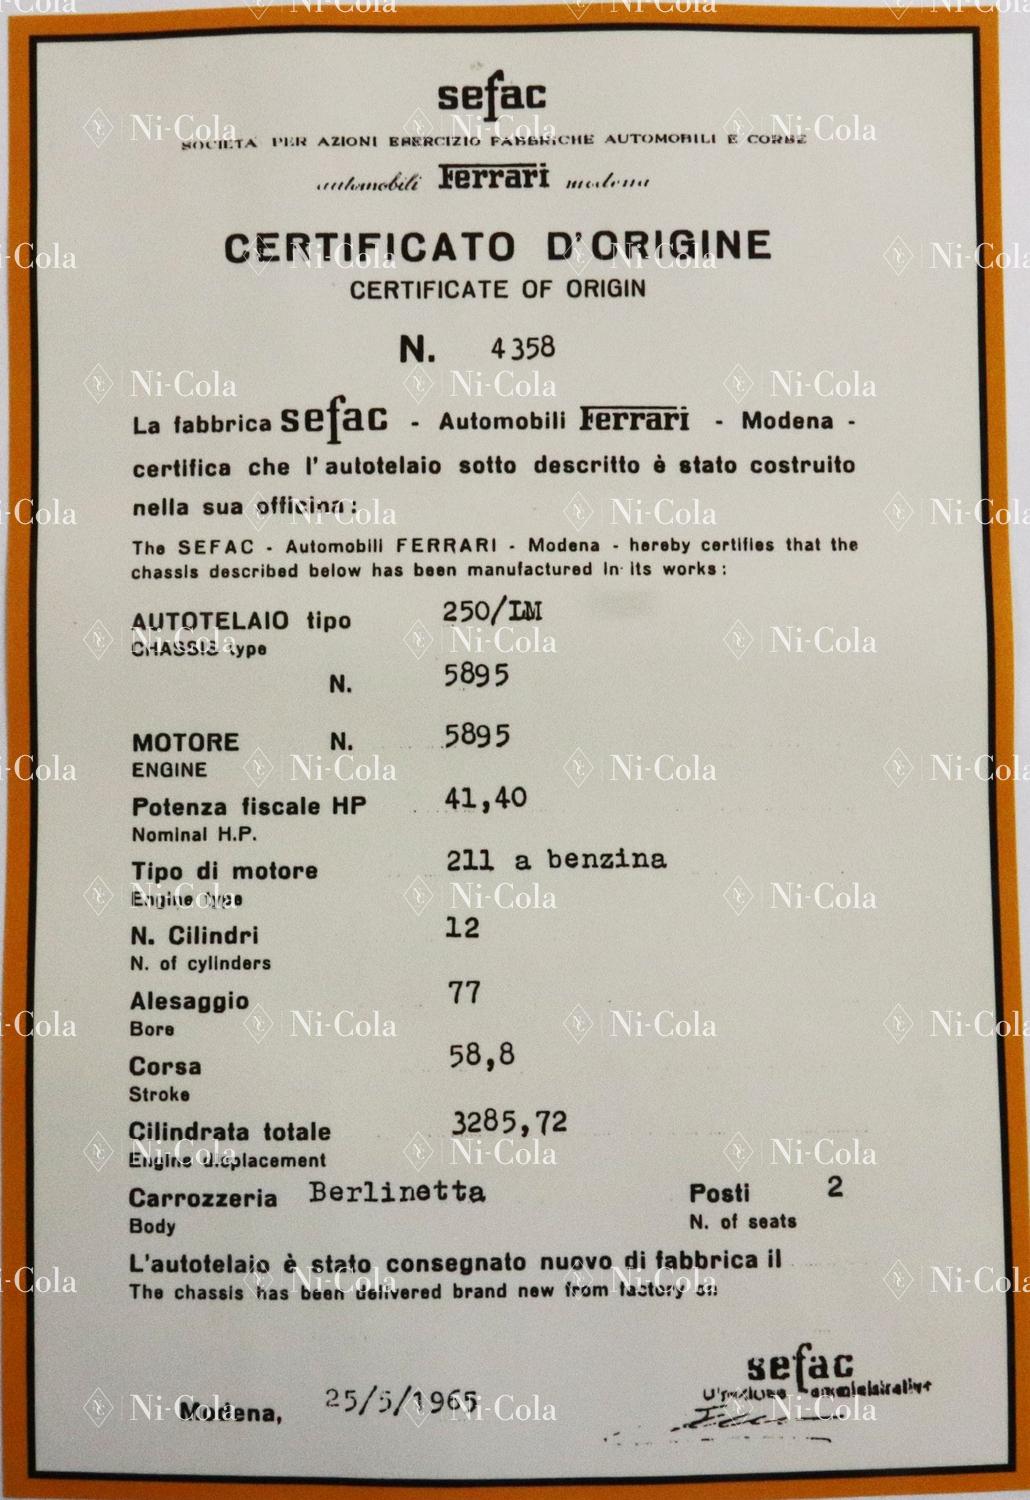 sefac
SOCIETA PER AZIONI ESERCIZIO FABBRICHE AUTOMOBILI E CORSE
automobili Ferrari modena
CERTIFICATO D'ORIGINE
CERTIFICATE OF ORIGIN
N. 4358
La fabbrica sefac - Automobili Ferrari - Modena -
certifica che l'autotelaio sotto descritto è stato costruito
nella sua officina:
The SEFAC - Automobili FERRARI - Modena - hereby certifies that the
chassis described below has been manufactured in its works:
AUTOTELAIO tipo 250/LM
CHASSIS type
N. 5895
MOTORE N. 5895
ENGINE
Potenza fiscale HP 41,40
Nominal H.P.
Tipo di motore 211 a benzina
Engine type
N. Cilindri 12
N. of cylinders
Alesaggio 77
Bore
Corsa 58,8
Stroke
Cilindrata totale 3285,72
Engine displacement
Carrozzeria Berlinetta Posti 2
Body N. of seats
L'autotelaio è stato consegnato nuovo di fabbrica il
The chassis has been delivered brand new from factory on
sefac
Direzione amministrativa
Modena, 25/5/1965
Ni-Cola